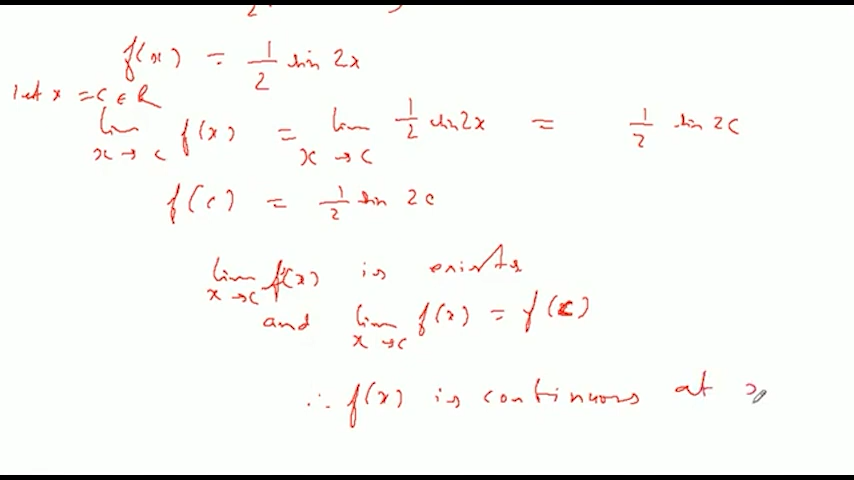 f(x) = 1/2 sin 2x
let x = c ∈ R
lim x→c f(x) = lim x→c 1/2 sin 2x = 1/2 sin 2c
f(c) = 1/2 sin 2c
lim x→c f(x) is exists
and lim x→c f(x) = f(c)
∴ f(x) is continuous at x